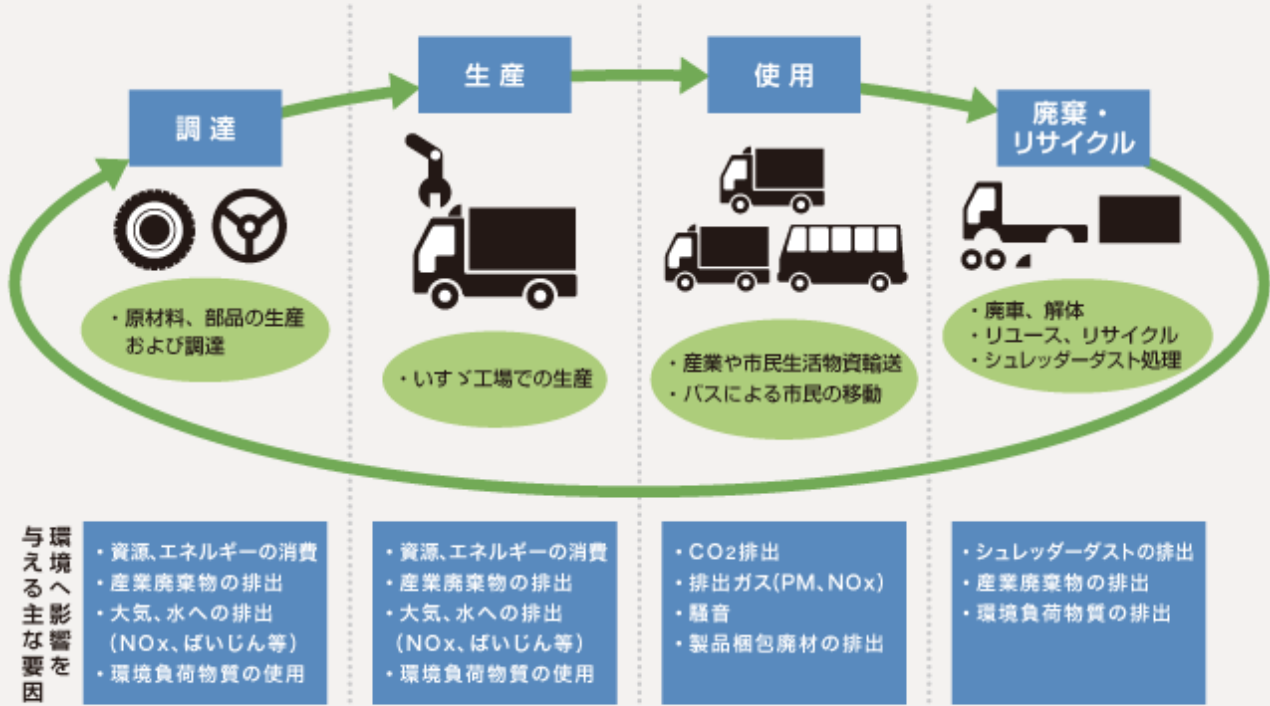 調達
生産
使用
廃棄・
リサイクル
・原材料、部品の生産
および調達
・いすゞ工場での生産
・産業や市民生活物資輸送
・バスによる市民の移動
・廃車、解体
・リユース、リサイクル
・シュレッダーダスト処理
環境へ影響を
与える主な要因
・資源、エネルギーの消費
・産業廃棄物の排出
・大気、水への排出
（NOx、ばいじん等）
・環境負荷物質の使用
・資源、エネルギーの消費
・産業廃棄物の排出
・大気、水への排出
（NOx、ばいじん等）
・環境負荷物質の使用
・CO2排出
・排出ガス(PM、NOx)
・騒音
・製品梱包廃材の排出
・シュレッダーダストの排出
・産業廃棄物の排出
・環境負荷物質の排出